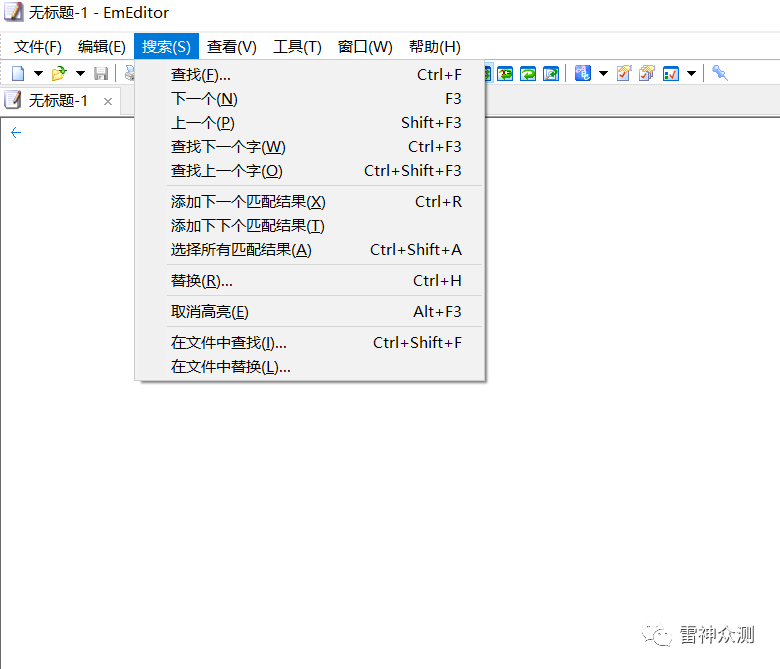 无标题-1 - EmEditor
文件(F) 编辑(E) 搜索(S) 查看(V) 工具(T) 窗口(W) 帮助(H)
无标题-1
查找(F)... Ctrl+F
下一个(N) F3
上一个(P) Shift+F3
查找下一个字(W) Ctrl+F3
查找上一个字(O) Ctrl+Shift+F3
添加下一个匹配结果(X) Ctrl+R
添加下下个匹配结果(T)
选择所有匹配结果(A) Ctrl+Shift+A
替换(R)... Ctrl+H
取消高亮(E) Alt+F3
在文件中查找(I)... Ctrl+Shift+F
在文件中替换(L)...
雷神众测